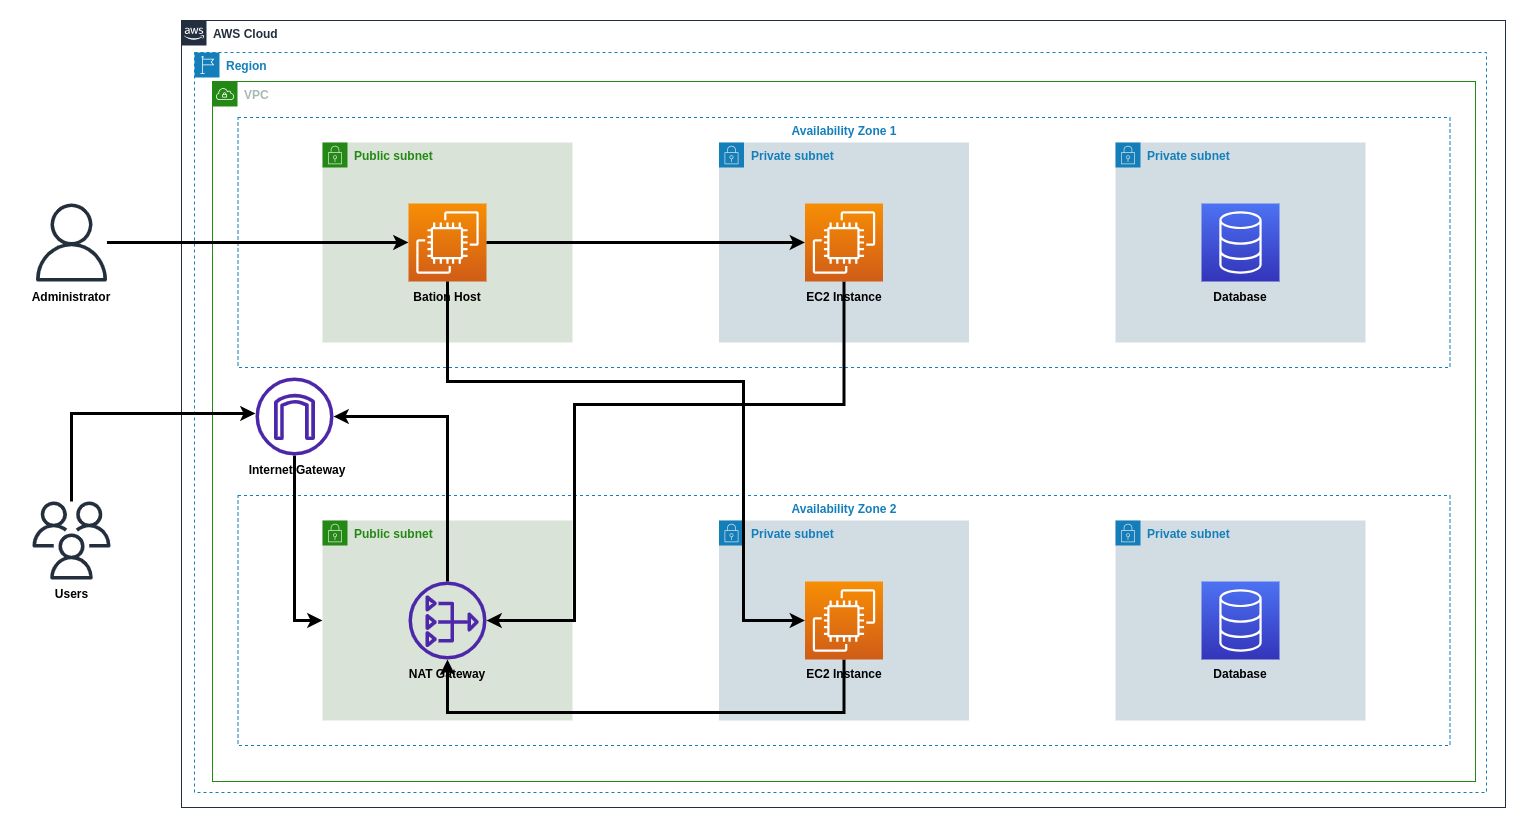 aws AWS Cloud
Region
VPC
Availability Zone 1
Public subnet
Private subnet
Private subnet
Administrator
Bation Host
EC2 Instance
Database
Internet Gateway
Availability Zone 2
Public subnet
Private subnet
Private subnet
Users
NAT Gateway
EC2 Instance
Database